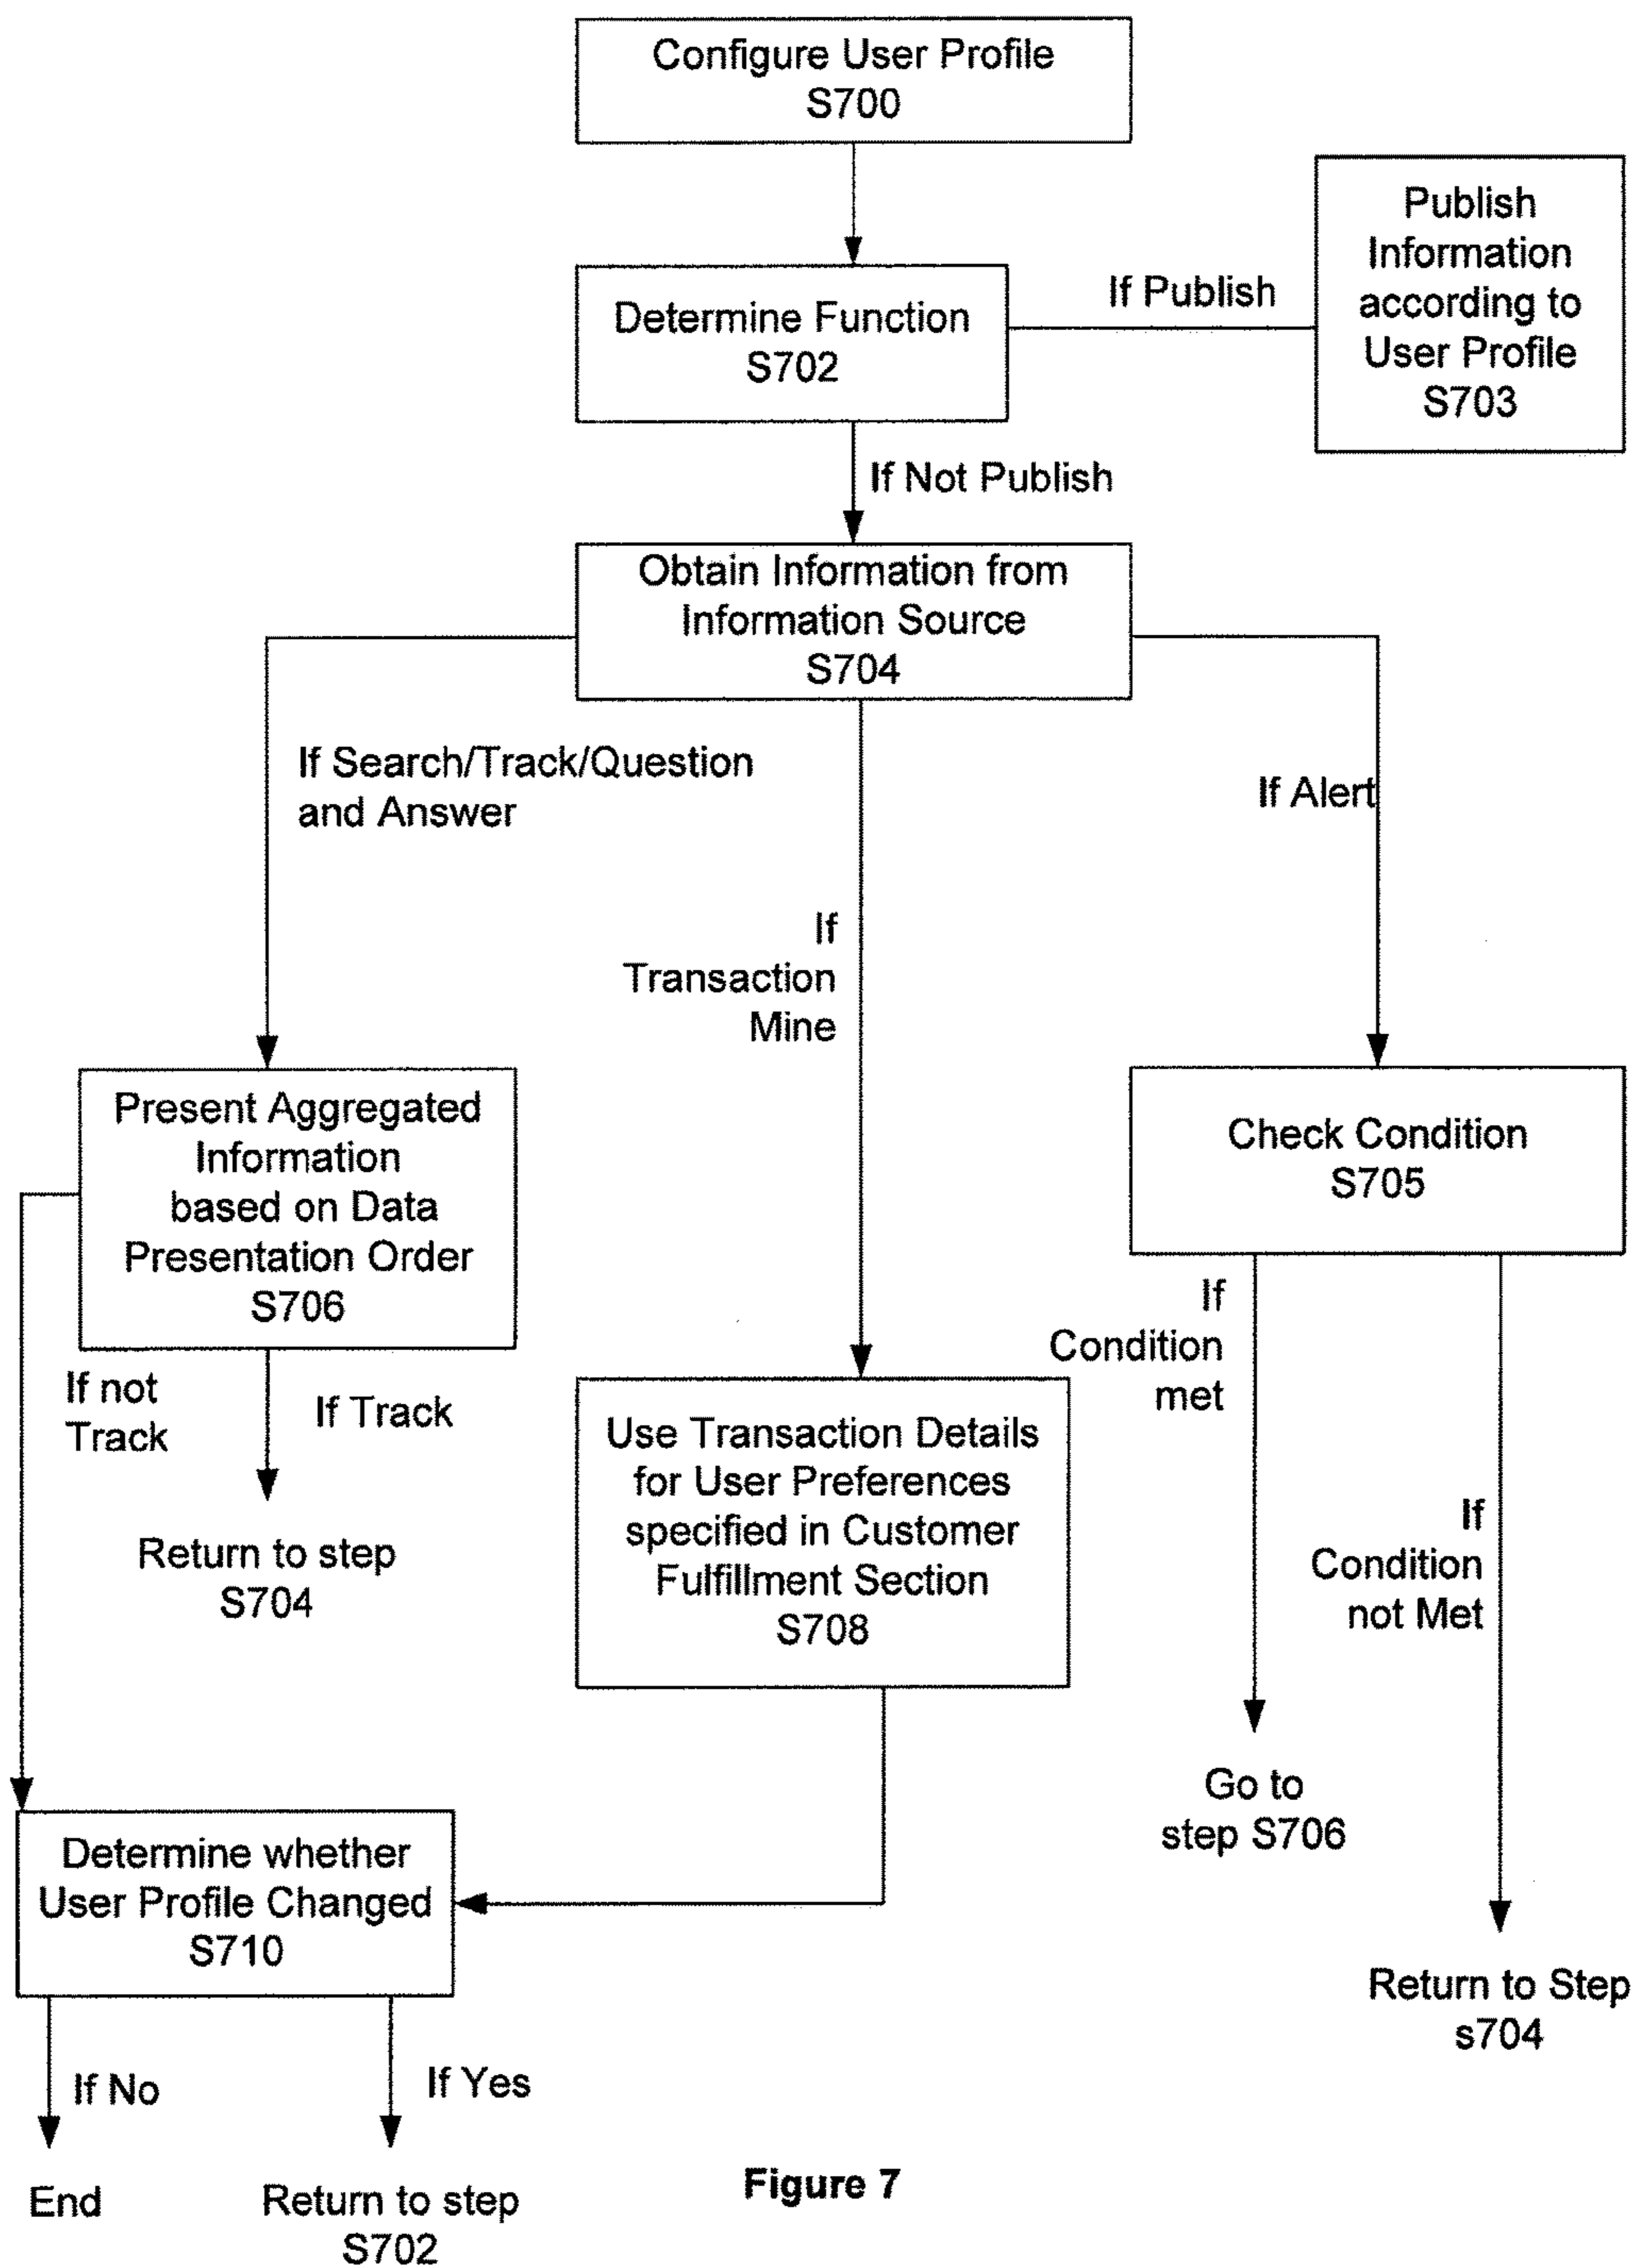 Configure User Profile
S700
Publish
Information
according to
User Profile
S703
If Publish
Determine Function
S702
If Not Publish
Obtain Information from
Information Source
S704
If Search/Track/Question
and Answer
If Alert
If
Transaction
Mine
Present Aggregated
Information
based on Data
Presentation Order
S706
Check Condition
S705
If
Condition
met
If not
Track
If Track
Use Transaction Details
for User Preferences
specified in Customer
Fulfillment Section
S708
If
Condition
not Met
Return to step
S704
Go to
step S706
Determine whether
User Profile Changed
S710
Return to Step
s704
If No
If Yes
End
Return to step
S702
Figure 7